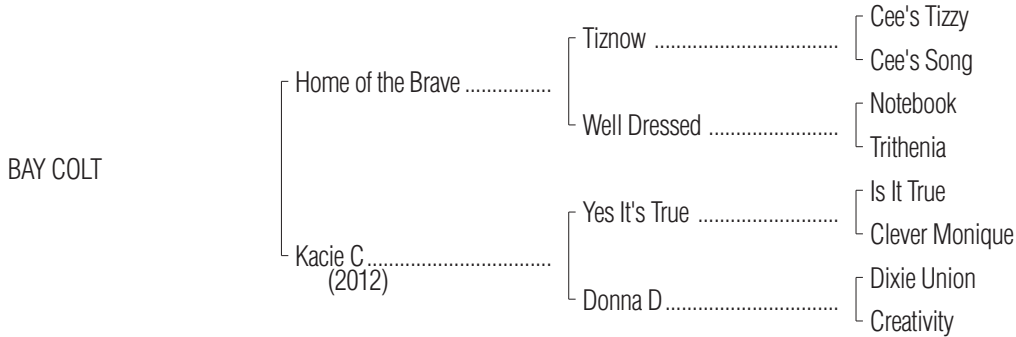 Cee's Tizzy
Tiznow ..................................
Cee's Song
Home of the Brave ................
Notebook
Well Dressed ........................
Trithenia
BAY COLT
Is It True
Yes It's True ..........................
Clever Monique
Kacie C..................................
(2012)
Dixie Union
Donna D................................
Creativity